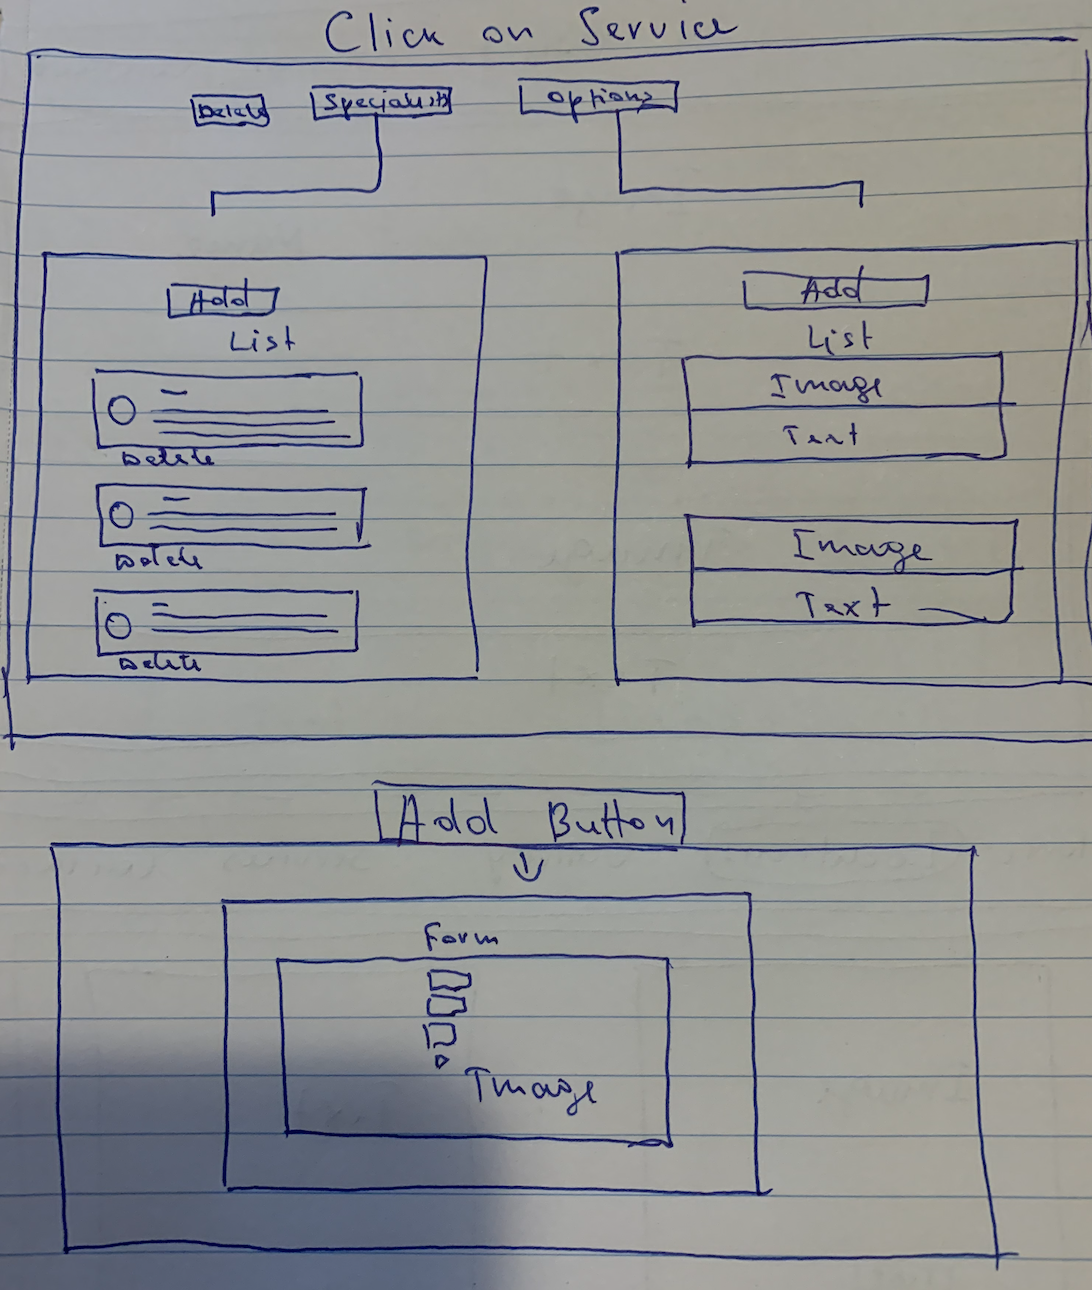 Click on Service
Delete Specialists Options
Add
List
Delete
Delete
Delete
Add
List
Image
Text
Image
Text
Add Button
Form
Image